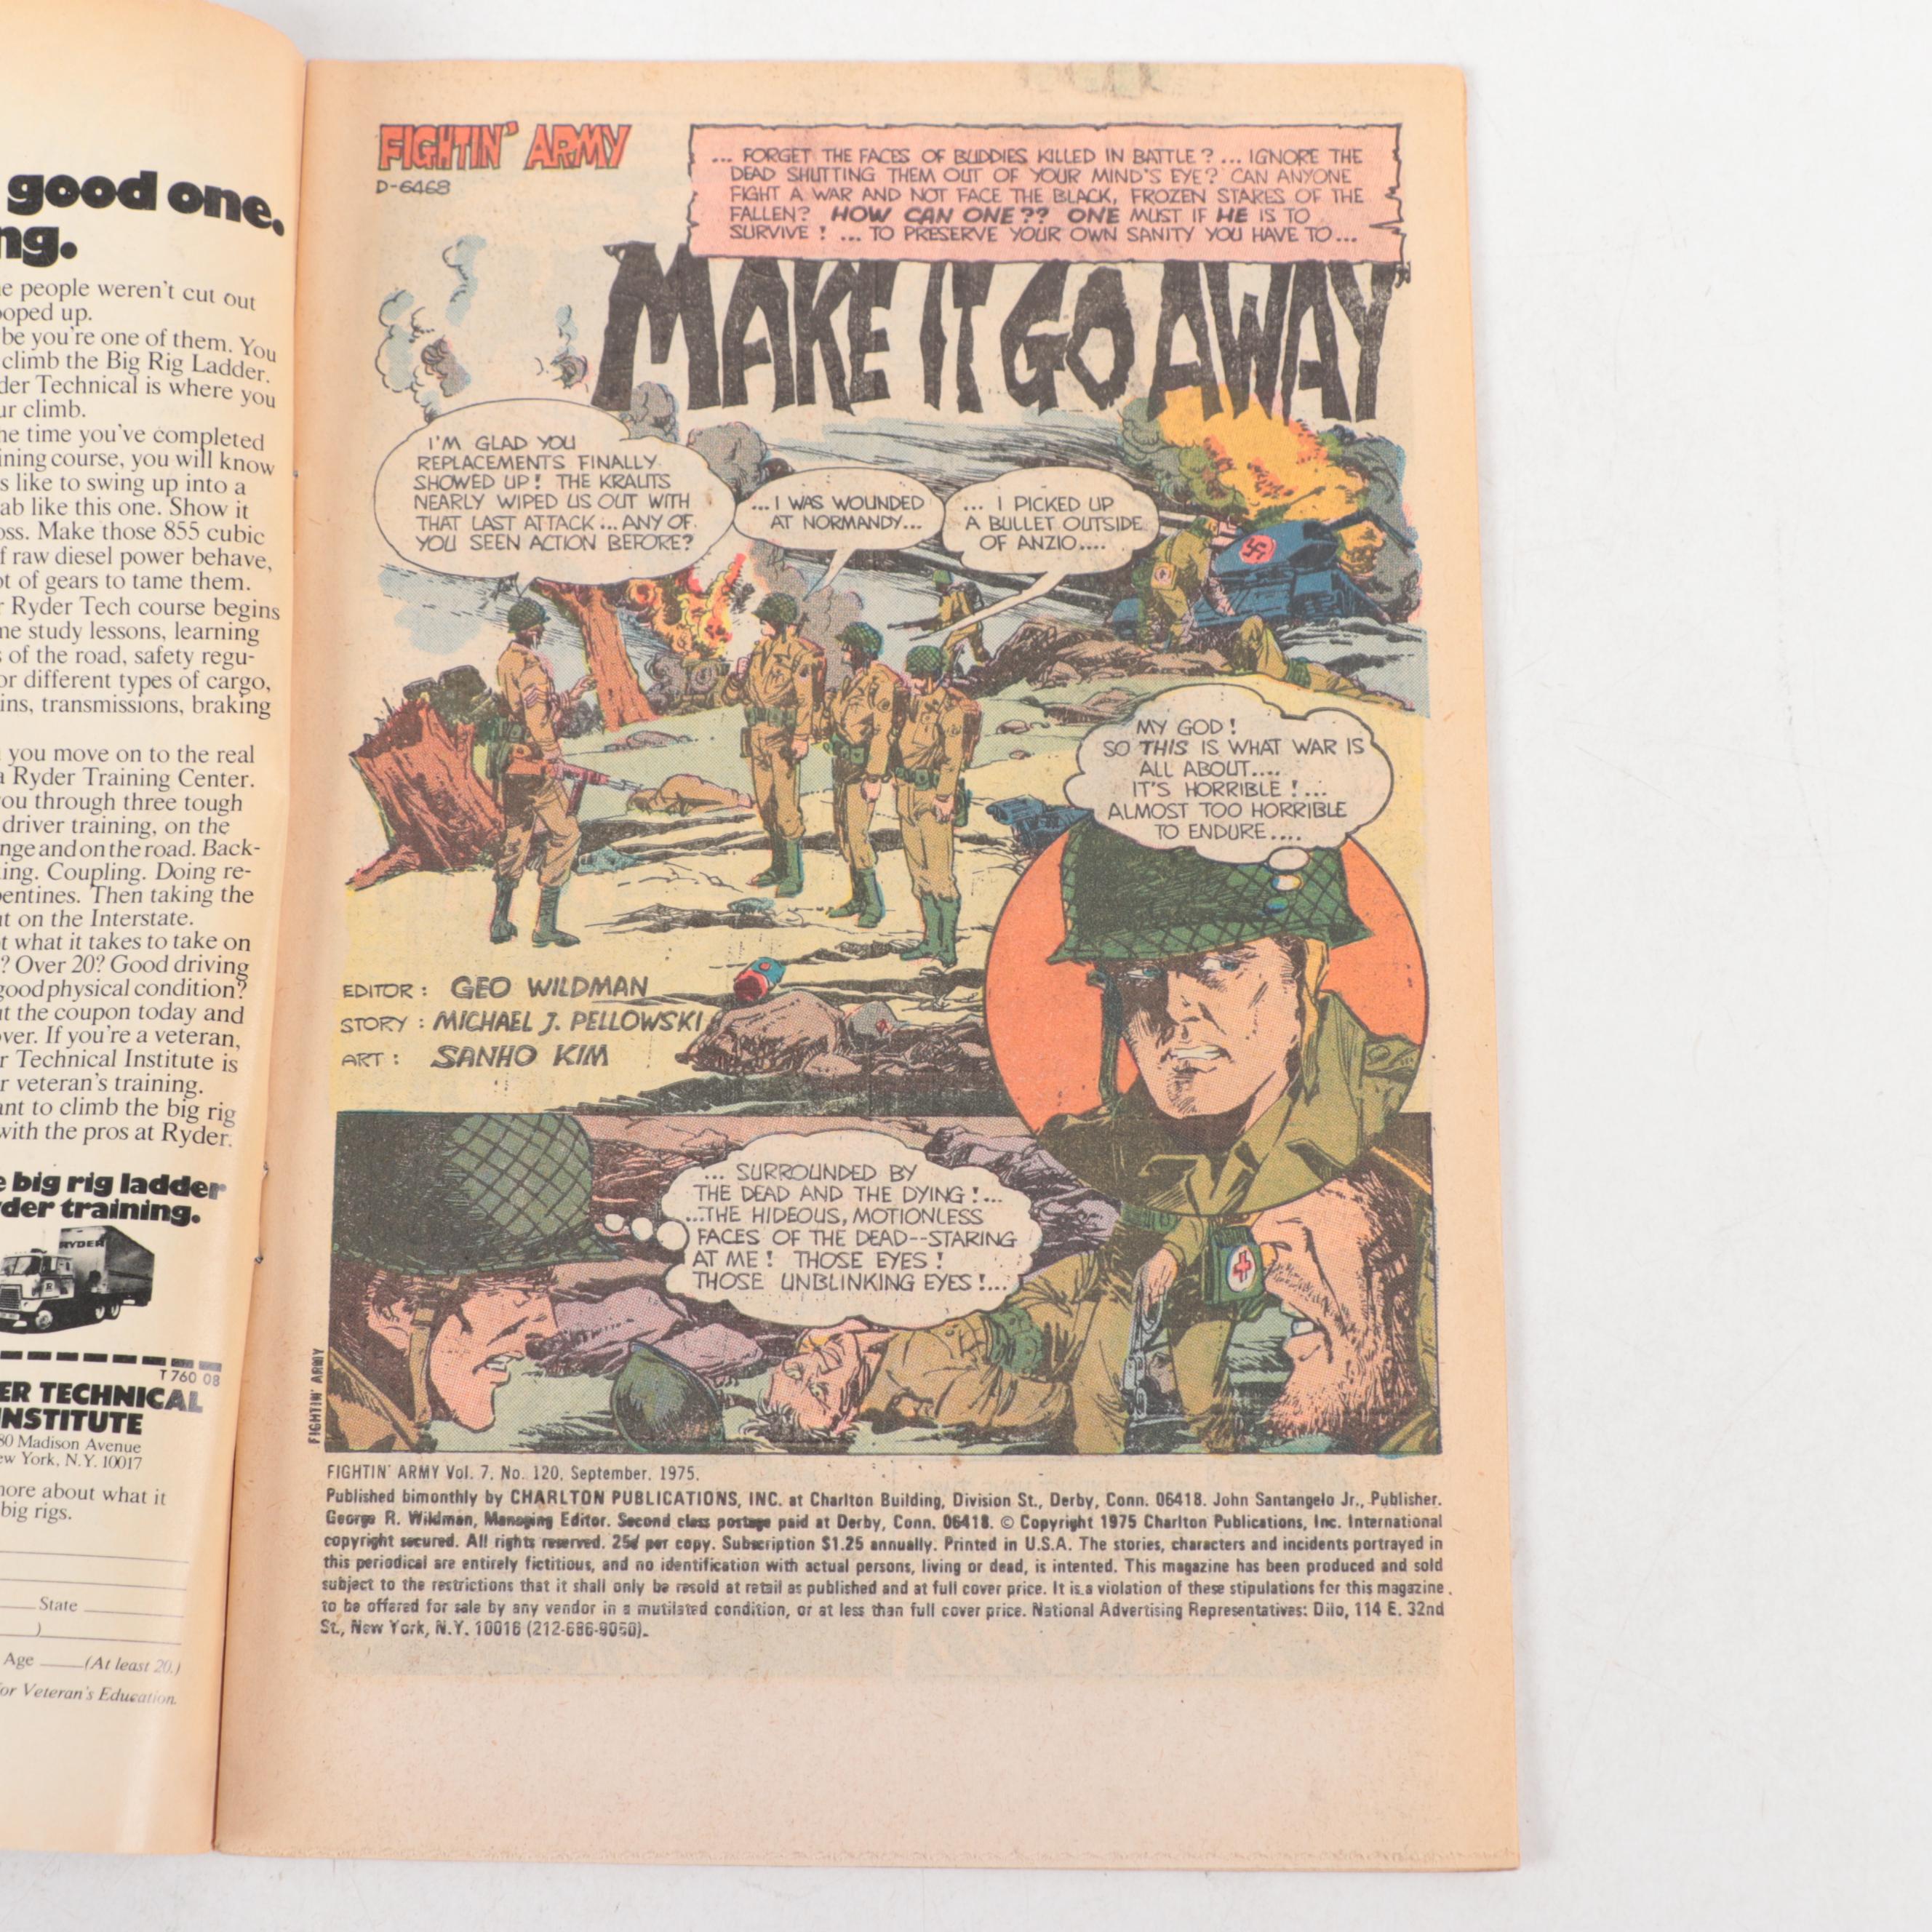 good one.
ng.
e people weren't cut out
ooped up.
be you're one of them. You
climb the Big Rig Ladder.
der Technical is where you
ur climb.
ne time you've completed
ining course, you will know
s like to swing up into a
ab like this one. Show it
oss. Make those 855 cubic
f raw diesel power behave,
ot of gears to tame them.
r Ryder Tech course begins
me study lessons, learning
s of the road, safety regu-
or different types of cargo,
ins, transmissions, braking
you move on to the real
a Ryder Training Center.
ou through three tough
driver training, on the
nge and on the road. Back-
ing. Coupling. Doing re-
pentines. Then taking the
ut on the Interstate.
ot what it takes to take on
? Over 20? Good driving
good physical condition?
ut the coupon today and
over. If you're a veteran,
r Technical Institute is
r veteran's training.
ant to climb the big rig
with the pros at Ryder.
e big rig ladder
der training.
RYDER
T 760 08
ER TECHNICAL
INSTITUTE
80 Madison Avenue
ew York, N.Y. 10017
more about what it
big rigs.
State
)
Age (At least 20.)
for Veteran's Education.
FIGHTIN' ARMY
D-6468
... FORGET THE FACES OF BUDDIES KILLED IN BATTLE? ... IGNORE THE
DEAD SHUTTING THEM OUT OF YOUR MIND'S EYE? CAN ANYONE
FIGHT A WAR AND NOT FACE THE BLACK, FROZEN STARES OF THE
FALLEN? HOW CAN ONE?? ONE MUST IF HE IS TO
SURVIVE! ... TO PRESERVE YOUR OWN SANITY YOU HAVE TO...
MAKE IT GO AWAY
I'M GLAD YOU
REPLACEMENTS FINALLY
SHOWED UP! THE KRAUTS
NEARLY WIPED US OUT WITH
THAT LAST ATTACK... ANY OF
YOU SEEN ACTION BEFORE?
...I WAS WOUNDED
AT NORMANDY...
... I PICKED UP
A BULLET OUTSIDE
OF ANZIO....
MY GOD!
SO THIS IS WHAT WAR IS
ALL ABOUT....
IT'S HORRIBLE!...
ALMOST TOO HORRIBLE
TO ENDURE....
EDITOR: GEO WILDMAN
STORY: MICHAEL J. PELLOWSKI
ART: SANHO KIM
... SURROUNDED BY
THE DEAD AND THE DYING!...
...THE HIDEOUS, MOTIONLESS
FACES OF THE DEAD--STARING
AT ME! THOSE EYES!
THOSE UNBLINKING EYES!...
FIGHTIN' ARMY
FIGHTIN' ARMY Vol. 7, No. 120, September, 1975.
Published bimonthly by CHARLTON PUBLICATIONS, INC. at Charlton Building, Division St., Derby, Conn. 06418. John Santangelo Jr., Publisher.
George R. Wildman, Managing Editor. Second class postage paid at Derby, Conn. 06418. © Copyright 1975 Charlton Publications, Inc. International
copyright secured. All rights reserved. 25¢ per copy. Subscription $1.25 annually. Printed in U.S.A. The stories, characters and incidents portrayed in
this periodical are entirely fictitious, and no identification with actual persons, living or dead, is intented. This magazine has been produced and sold
subject to the restrictions that it shall only be resold at retail as published and at full cover price. It is a violation of these stipulations for this magazine
to be offered for sale by any vendor in a mutilated condition, or at less than full cover price. National Advertising Representatives: Dilo, 114 E. 32nd
St., New York, N.Y. 10016 (212-686-9050).